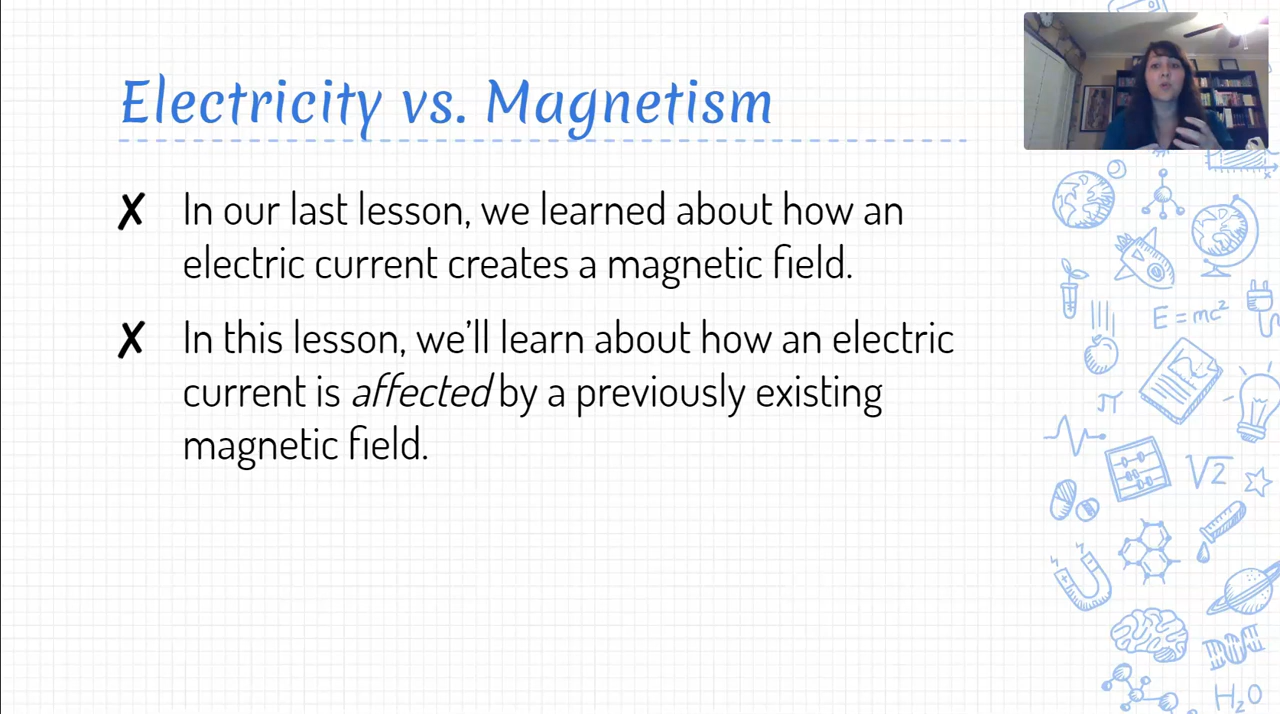 Electricity vs. Magnetism
✗ In our last lesson, we learned about how an
electric current creates a magnetic field.
✗ In this lesson, we’ll learn about how an electric
current is affected by a previously existing
magnetic field.
E=mc²
π
√2
H₂O